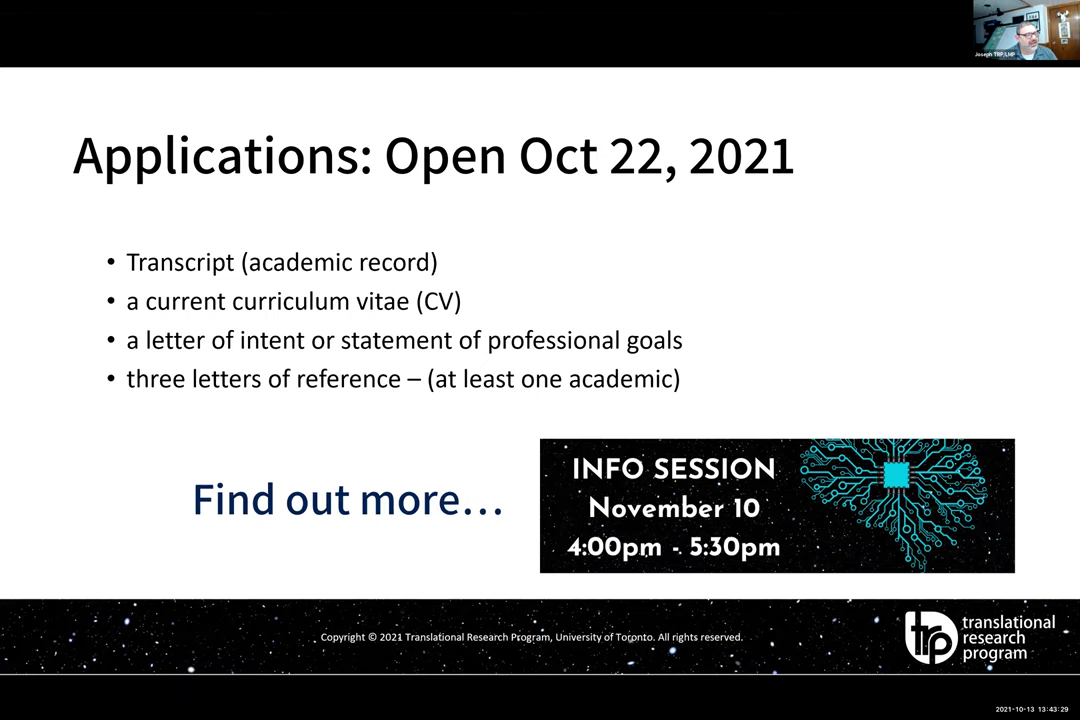 Joseph TRP/LMP
Applications: Open Oct 22, 2021
• Transcript (academic record)
• a current curriculum vitae (CV)
• a letter of intent or statement of professional goals
• three letters of reference – (at least one academic)
Find out more…
INFO SESSION
November 10
4:00pm - 5:30pm
Copyright © 2021 Translational Research Program, University of Toronto. All rights reserved.
trp
translational
research
program
2021-10-13 13:43:29